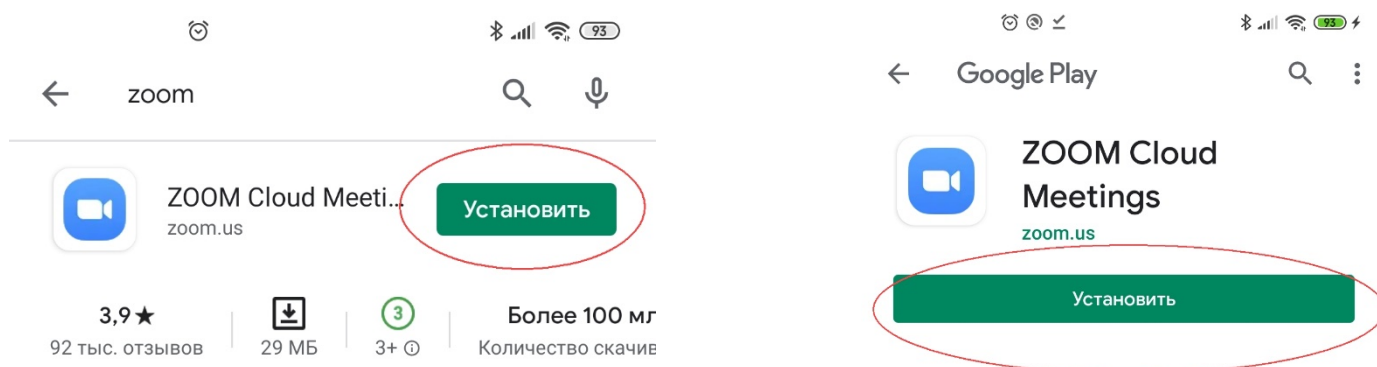 93
zoom
ZOOM Cloud Meeti...
Установить
zoom.us
3,9★
92 тыс. отзывов
29 МБ
3
3+
Более 100 мл
Количество скачив
93
Google Play
ZOOM Cloud
Meetings
zoom.us
Установить